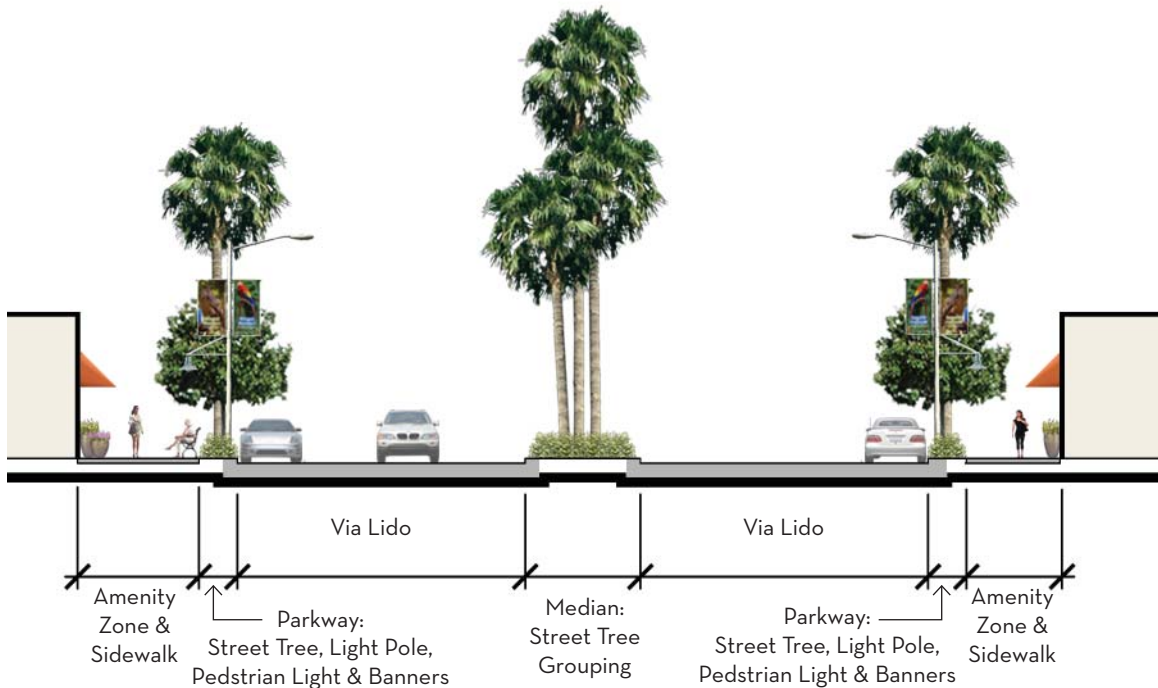 Via Lido
Via Lido
Amenity
Zone &
Sidewalk
Parkway:
Street Tree, Light Pole,
Pedstrian Light & Banners
Median:
Street Tree
Grouping
Parkway:
Street Tree, Light Pole,
Pedstrian Light & Banners
Amenity
Zone &
Sidewalk